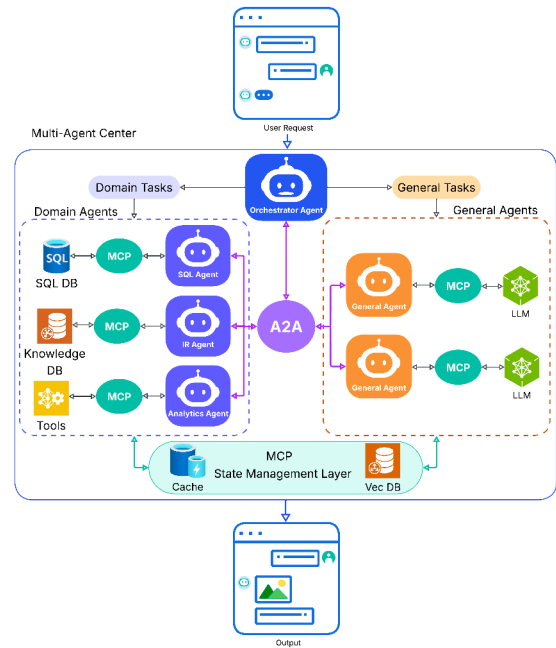 User Request
Multi-Agent Center
Domain Tasks
Orchestrator Agent
General Tasks
Domain Agents
General Agents
SQL
SQL DB
MCP
SQL Agent
Knowledge
DB
MCP
IR Agent
Tools
MCP
Analytics Agent
A2A
General Agent
MCP
LLM
General Agent
MCP
LLM
MCP
State Management Layer
Cache
Vec DB
Output